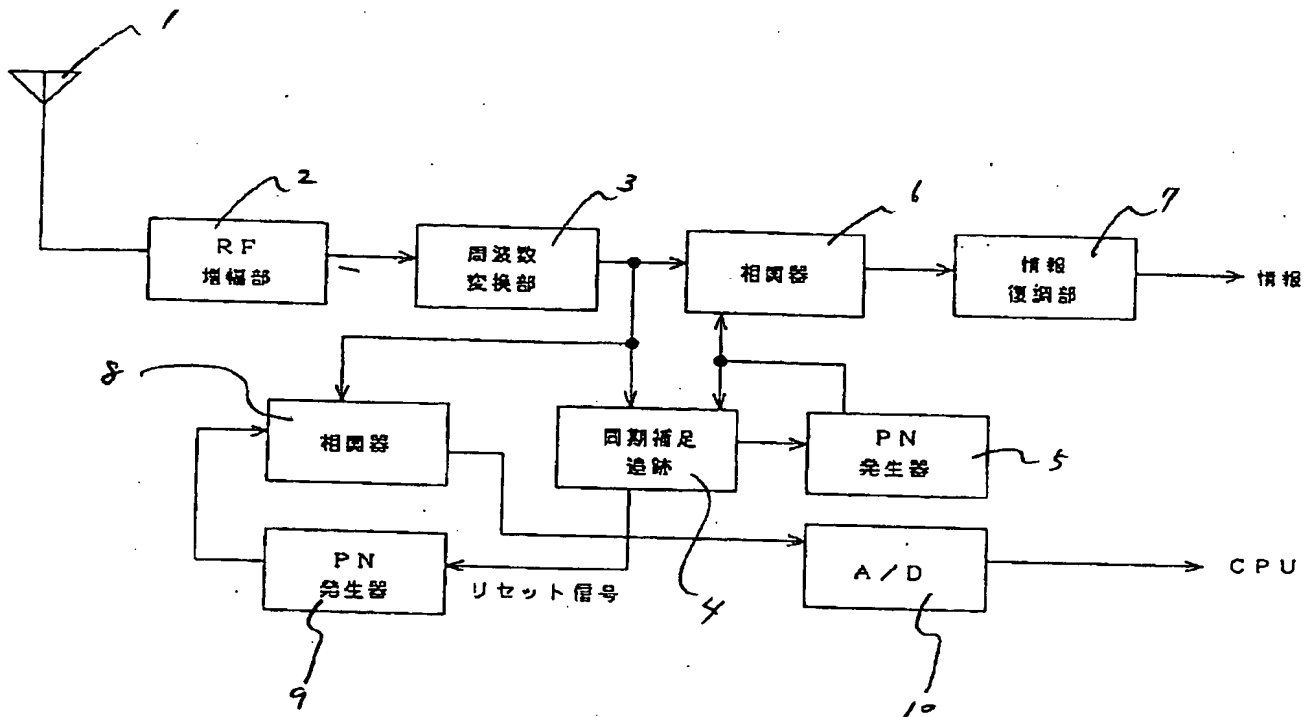 1
2
3
6
7
RF
増幅部
周波数
変換部
相関器
情報
復調部
情報
8
相関器
同期補足
追跡
PN
発生器
5
PN
発生器
リセット信号
4
A/D
CPU
9
10